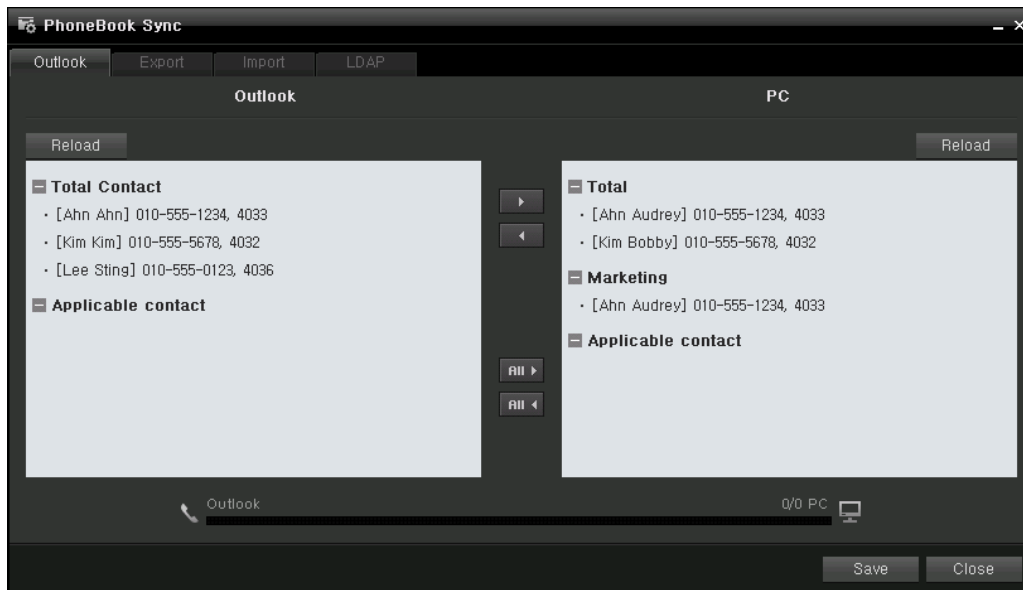 PhoneBook Sync
Outlook Export Import LDAP
Outlook PC
Reload Reload
Total Contact
· [Ahn Ahn] 010-555-1234, 4033
· [Kim Kim] 010-555-5678, 4032
· [Lee Sting] 010-555-0123, 4036
Applicable contact
Total
· [Ahn Audrey] 010-555-1234, 4033
· [Kim Bobby] 010-555-5678, 4032
Marketing
· [Ahn Audrey] 010-555-1234, 4033
Applicable contact
All
All
Outlook 0/0 PC
Save Close